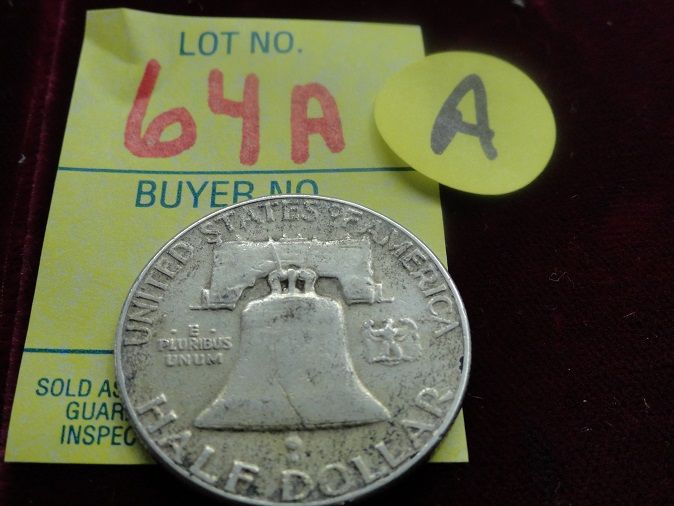 LOT NO.
64A
A
BUYER NO.
UNITED STATES OF AMERICA
· E ·
PLURIBUS
UNUM
SOLD AS
GUAR
INSPEC
HALF DOLLAR